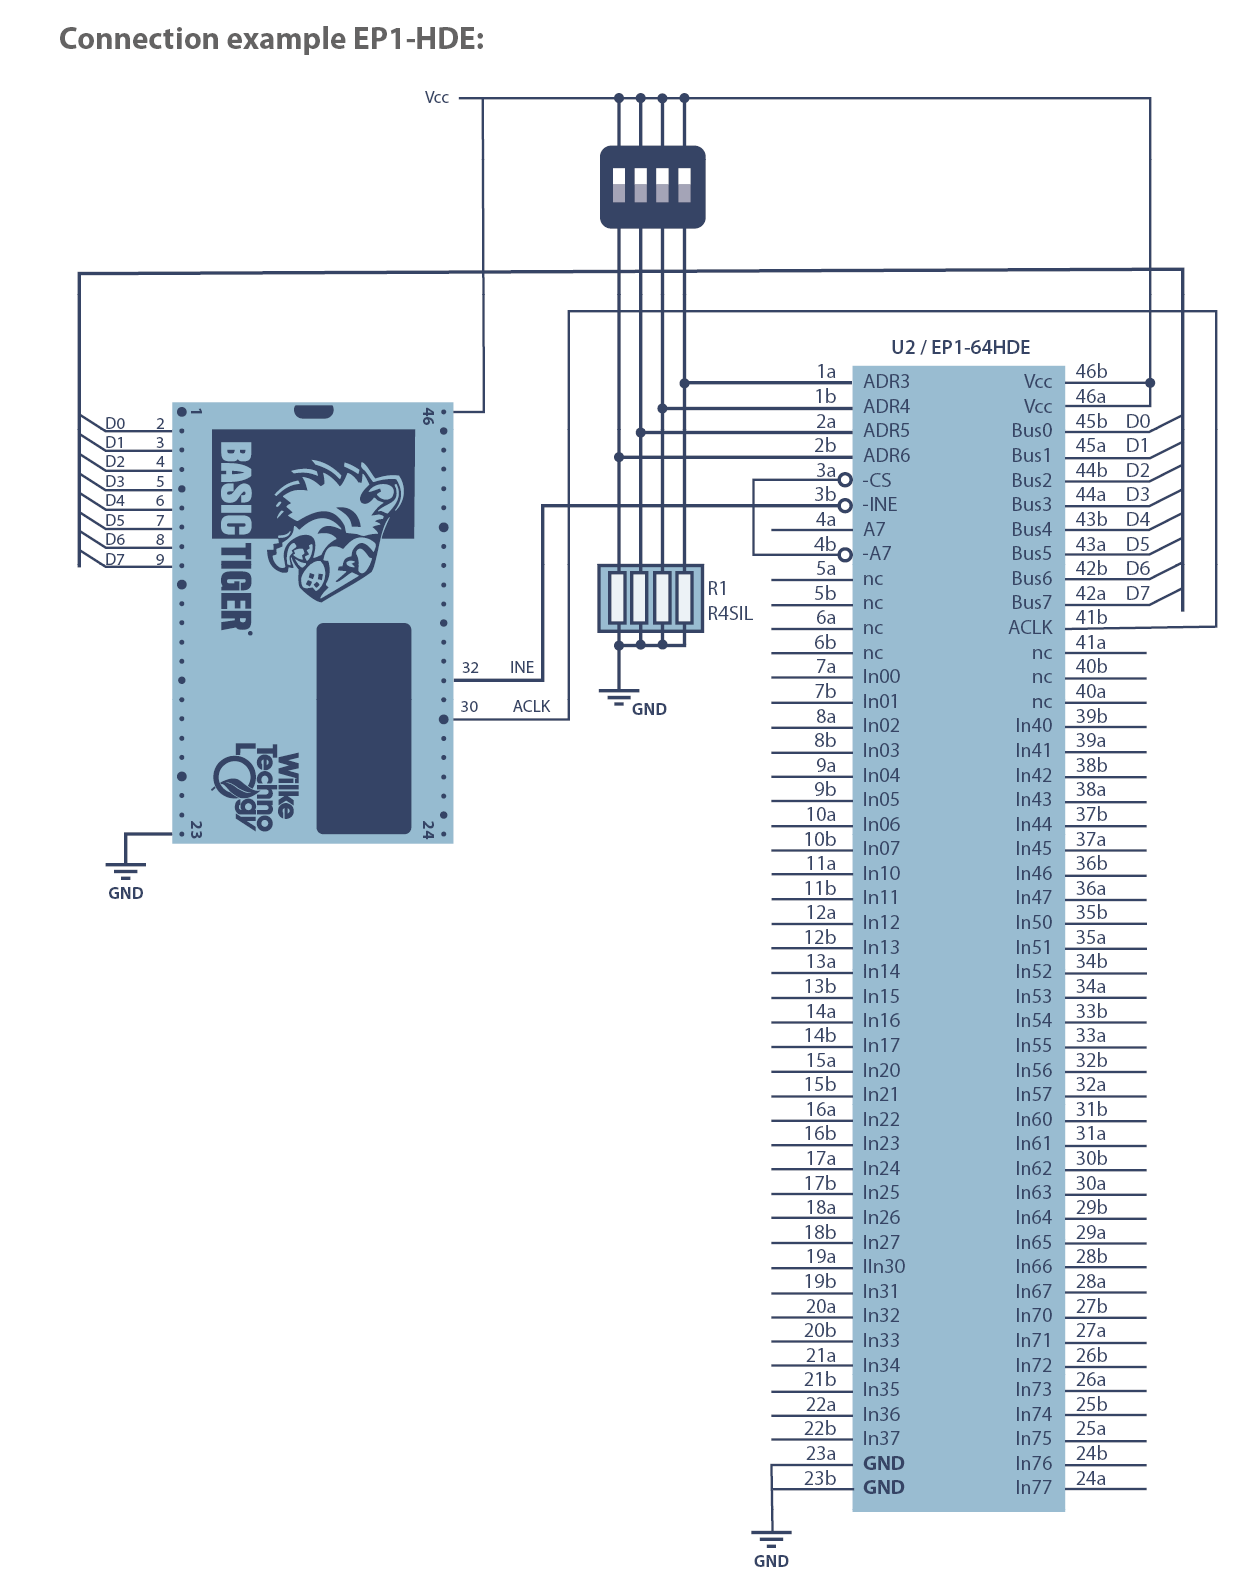 Connection example EP1-HDE:
Vcc
U2 / EP1-64HDE
1
46
BASIC TIGER®
Wilke
Techno
LOgy
23
24
D0 2
D1 3
D2 4
D3 5
D4 6
D5 7
D6 8
D7 9
32 INE
30 ACLK
GND
R1
R4SIL
GND
1a ADR3 Vcc 46b
1b ADR4 Vcc 46a
2a ADR5 Bus0 45b D0
2b ADR6 Bus1 45a D1
3a -CS Bus2 44b D2
3b -INE Bus3 44a D3
4a A7 Bus4 43b D4
4b -A7 Bus5 43a D5
5a nc Bus6 42b D6
5b nc Bus7 42a D7
6a nc ACLK 41b
6b nc nc 41a
7a In00 nc 40b
7b In01 nc 40a
8a In02 In40 39b
8b In03 In41 39a
9a In04 In42 38b
9b In05 In43 38a
10a In06 In44 37b
10b In07 In45 37a
11a In10 In46 36b
11b In11 In47 36a
12a In12 In50 35b
12b In13 In51 35a
13a In14 In52 34b
13b In15 In53 34a
14a In16 In54 33b
14b In17 In55 33a
15a In20 In56 32b
15b In21 In57 32a
16a In22 In60 31b
16b In23 In61 31a
17a In24 In62 30b
17b In25 In63 30a
18a In26 In64 29b
18b In27 In65 29a
19a IIn30 In66 28b
19b In31 In67 28a
20a In32 In70 27b
20b In33 In71 27a
21a In34 In72 26b
21b In35 In73 26a
22a In36 In74 25b
22b In37 In75 25a
23a GND In76 24b
23b GND In77 24a
GND